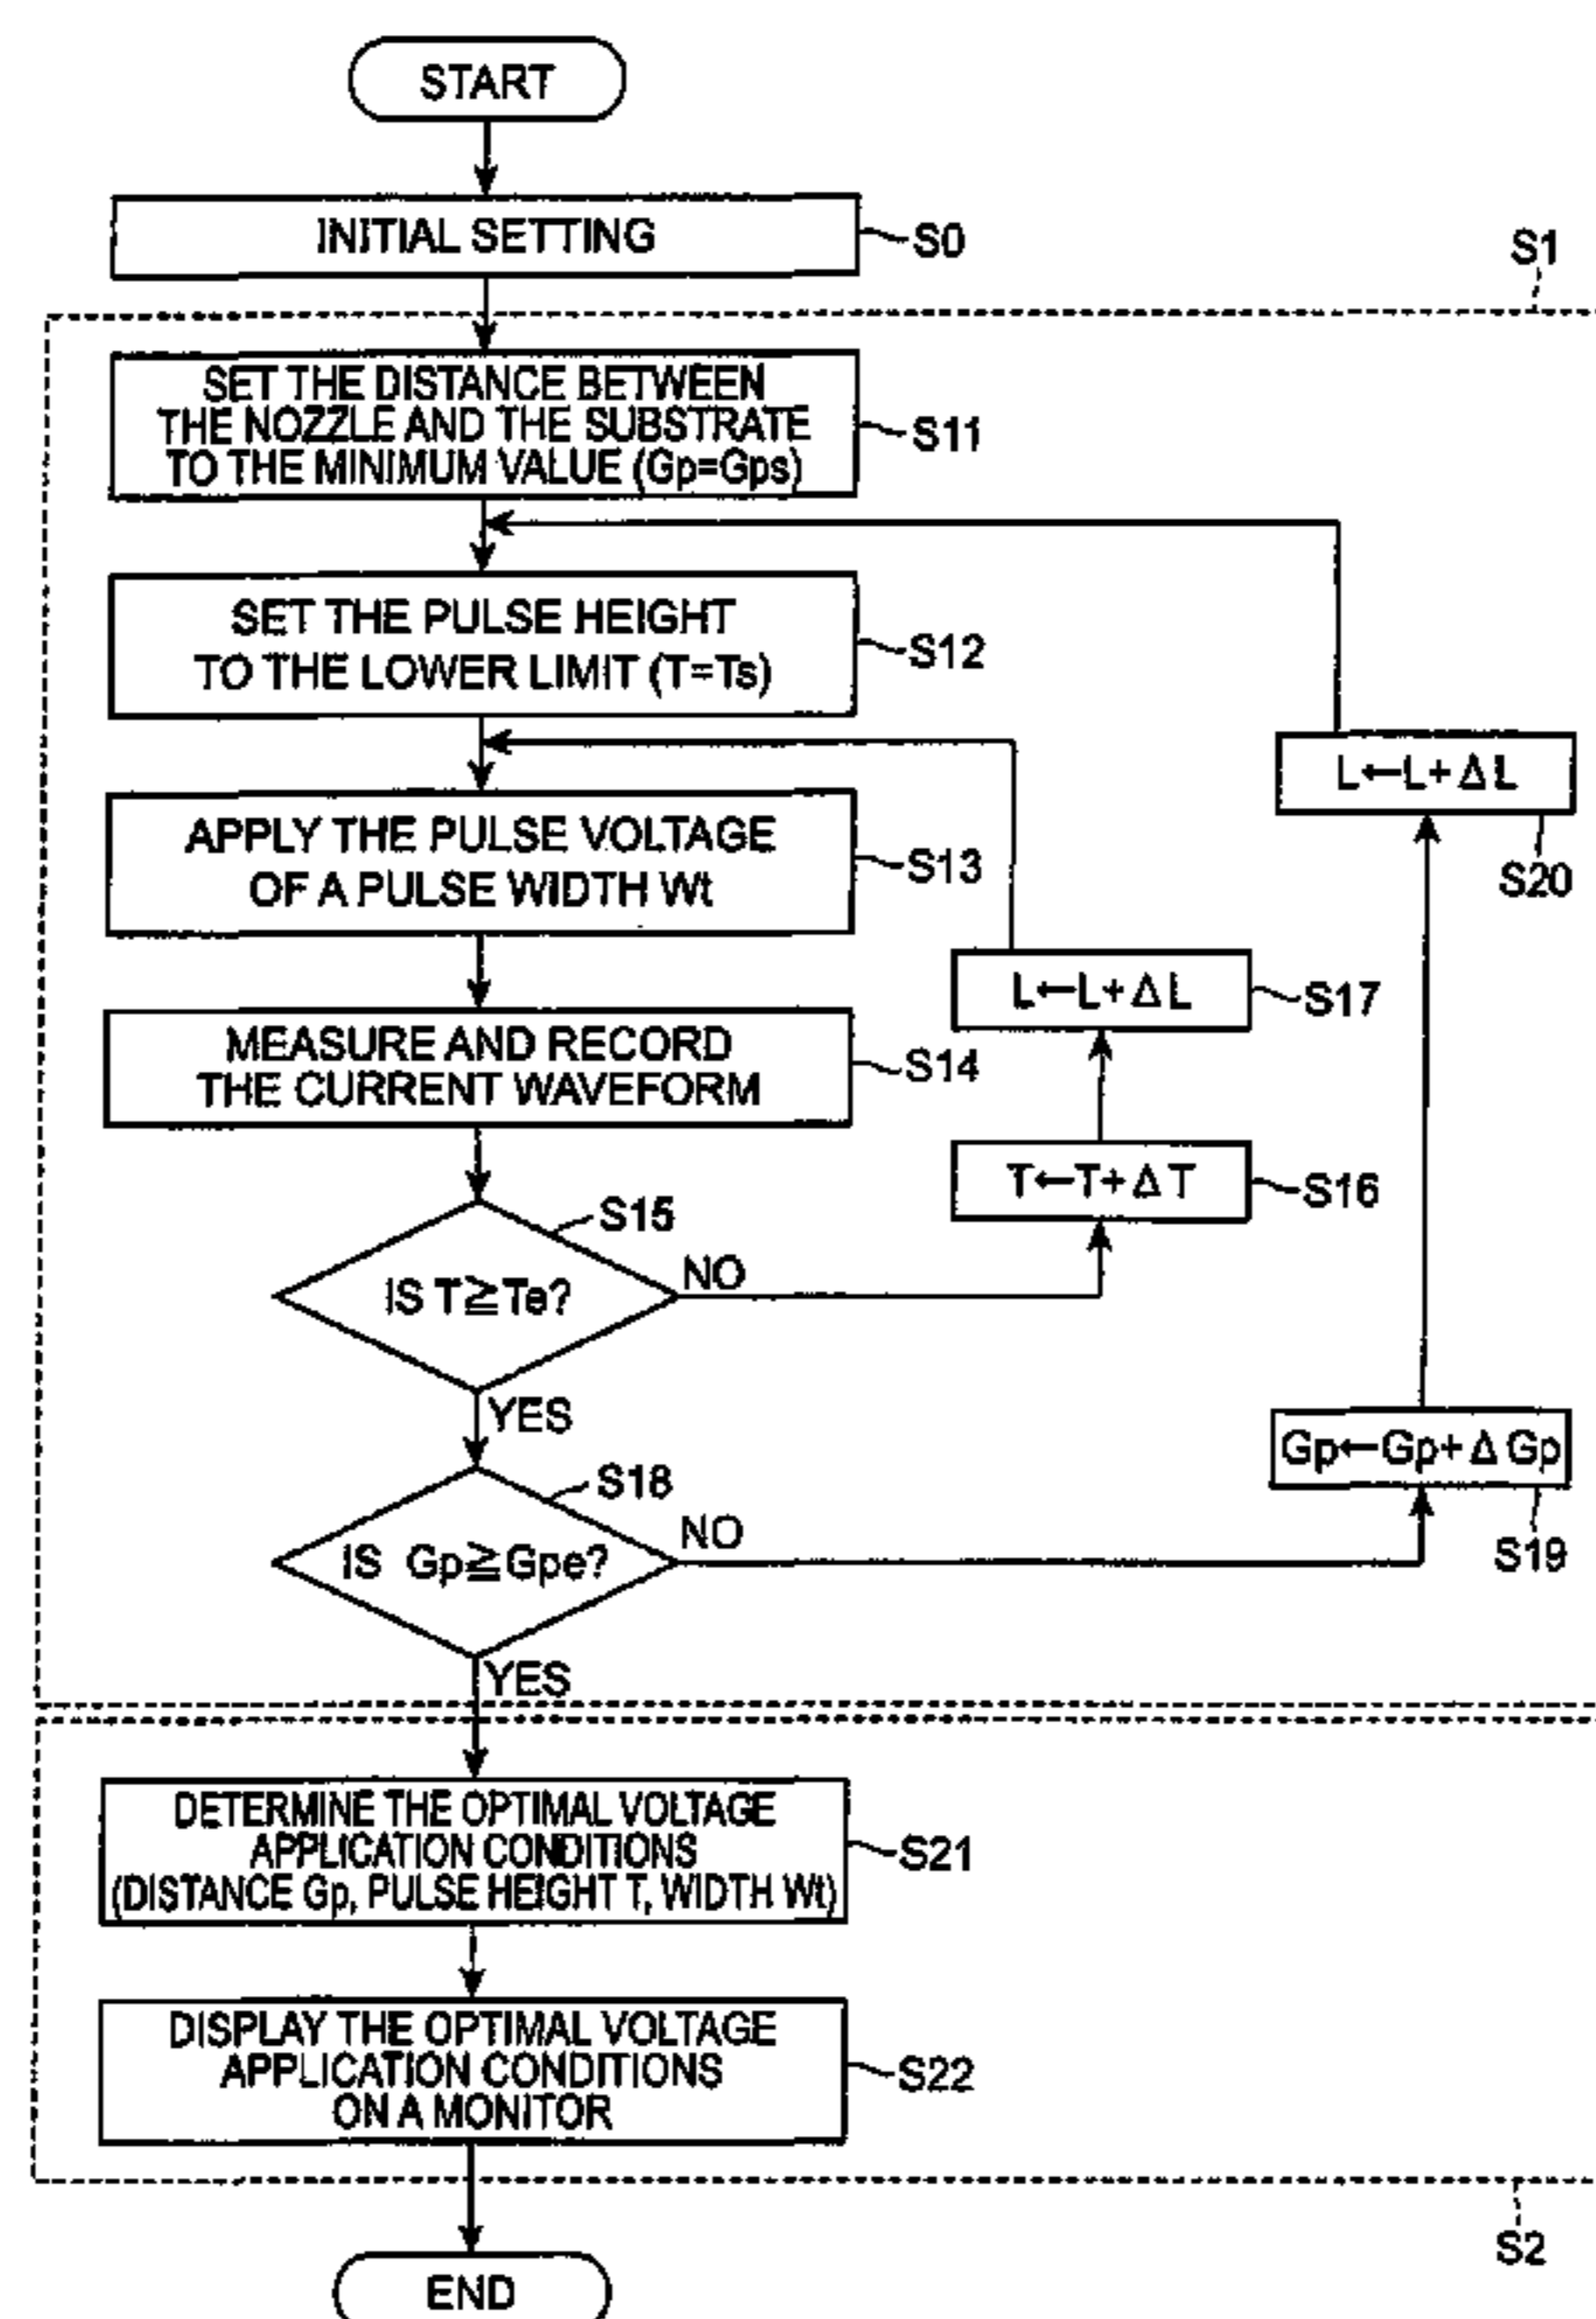 START
INITIAL SETTING
S0
S1
SET THE DISTANCE BETWEEN
THE NOZZLE AND THE SUBSTRATE
TO THE MINIMUM VALUE (Gp=Gps)
S11
SET THE PULSE HEIGHT
TO THE LOWER LIMIT (T=Ts)
S12
APPLY THE PULSE VOLTAGE
OF A PULSE WIDTH Wt
S13
L←L+ΔL
S20
MEASURE AND RECORD
THE CURRENT WAVEFORM
S14
L←L+ΔL
S17
T←T+ΔT
S16
IS T≧Te?
S15
NO
YES
IS Gp≧Gpe?
S18
NO
Gp←Gp+ΔGp
S19
YES
DETERMINE THE OPTIMAL VOLTAGE
APPLICATION CONDITIONS
(DISTANCE Gp, PULSE HEIGHT T, WIDTH Wt)
S21
DISPLAY THE OPTIMAL VOLTAGE
APPLICATION CONDITIONS
ON A MONITOR
S22
S2
END